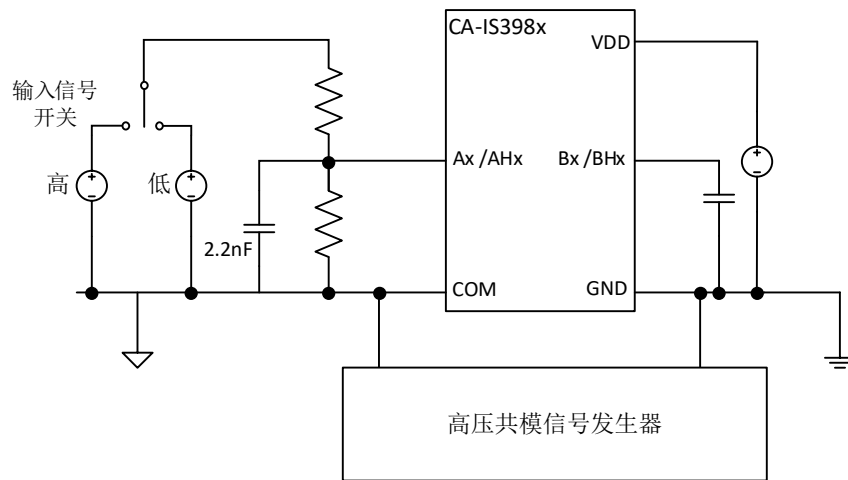 CA-IS398x
VDD
输入信号
开关
Ax /AHx
Bx /BHx
高
低
2.2nF
COM
GND
高压共模信号发生器